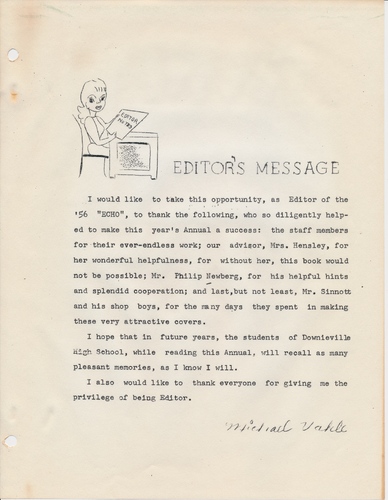 EDITOR
NOTES
EDITOR'S MESSAGE
I would like to take this opportunity, as Editor of the
'56 "ECHO", to thank the following, who so diligently help-
ed to make this year's Annual a success: the staff members
for their ever-endless work; our advisor, Mrs. Hensley, for
her wonderful helpfulness, for without her, this book would
not be possible; Mr. Philip Newberg, for his helpful hints
and splendid cooperation; and last,but not least, Mr. Sinnott
and his shop boys, for the many days they spent in making
these very attractive covers.
I hope that in future years, the students of Downieville
High School, while reading this Annual, will recall as many
pleasant memories, as I know I will.
I also would like to thank everyone for giving me the
privilege of being Editor.
Michael